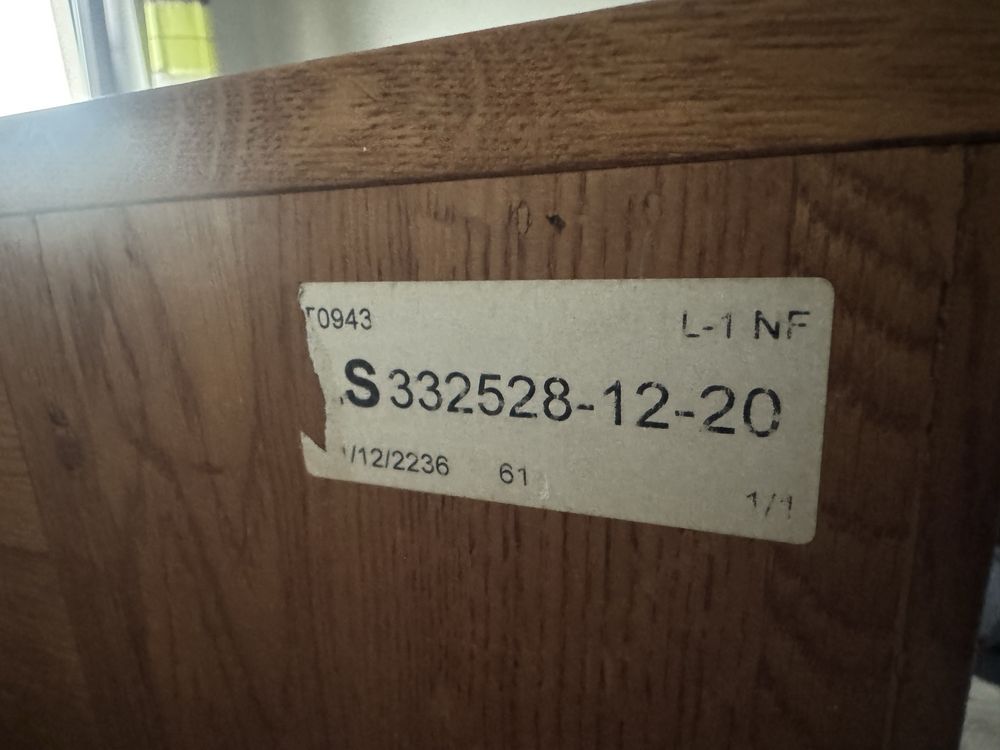 T0943 L-1 NF
S332528-12-20
/12/2236 61
1/1